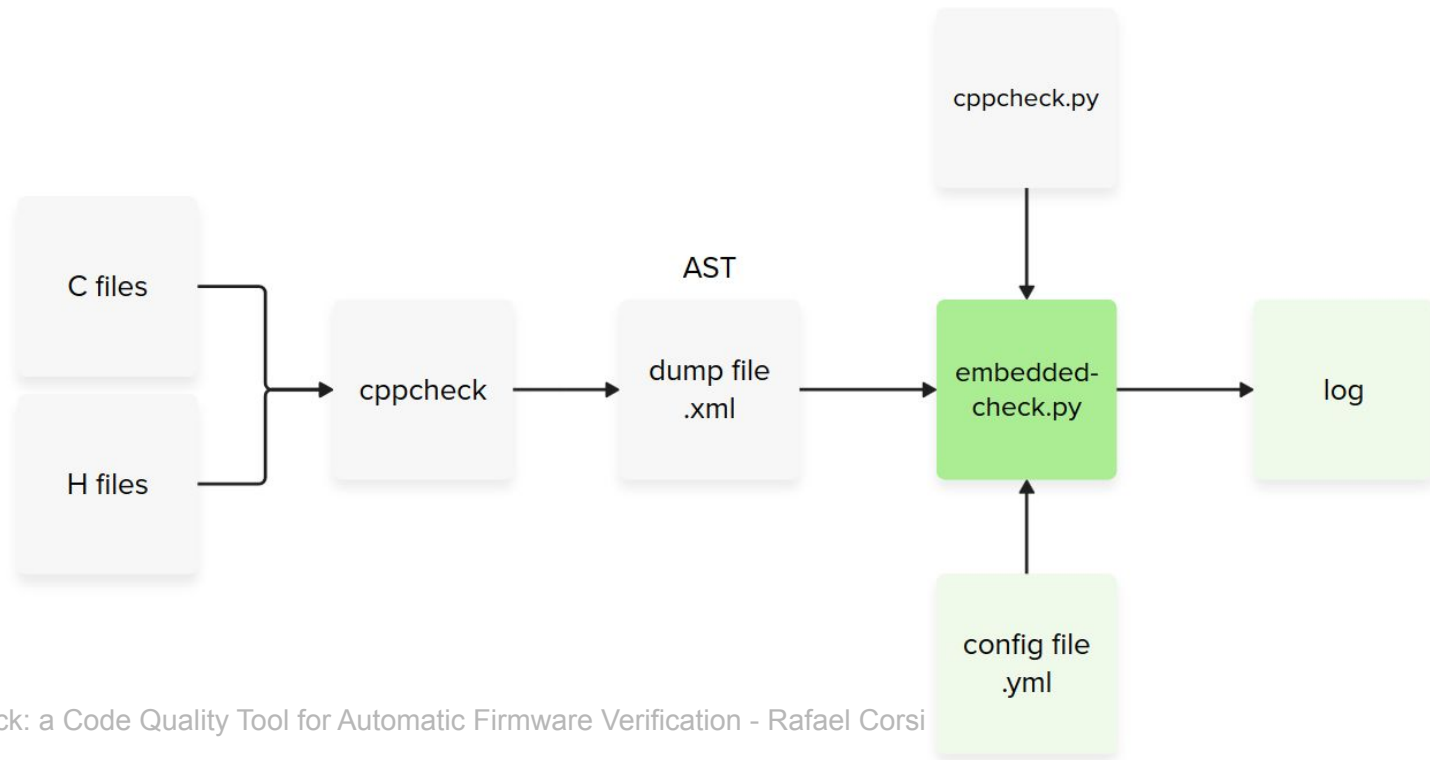 cppcheck.py
C files
AST
H files
cppcheck
dump file
.xml
embedded-
check.py
log
config file
.yml
ck: a Code Quality Tool for Automatic Firmware Verification - Rafael Corsi